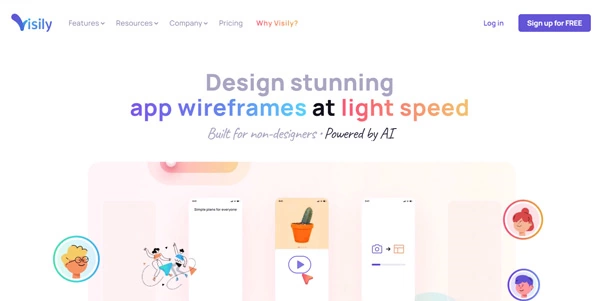 Visily
Features Resources Company Pricing Why Visily?
Log in Sign up for FREE
Design stunning
app wireframes at light speed
Built for non-designers • Powered by AI
Simple plans for everyone